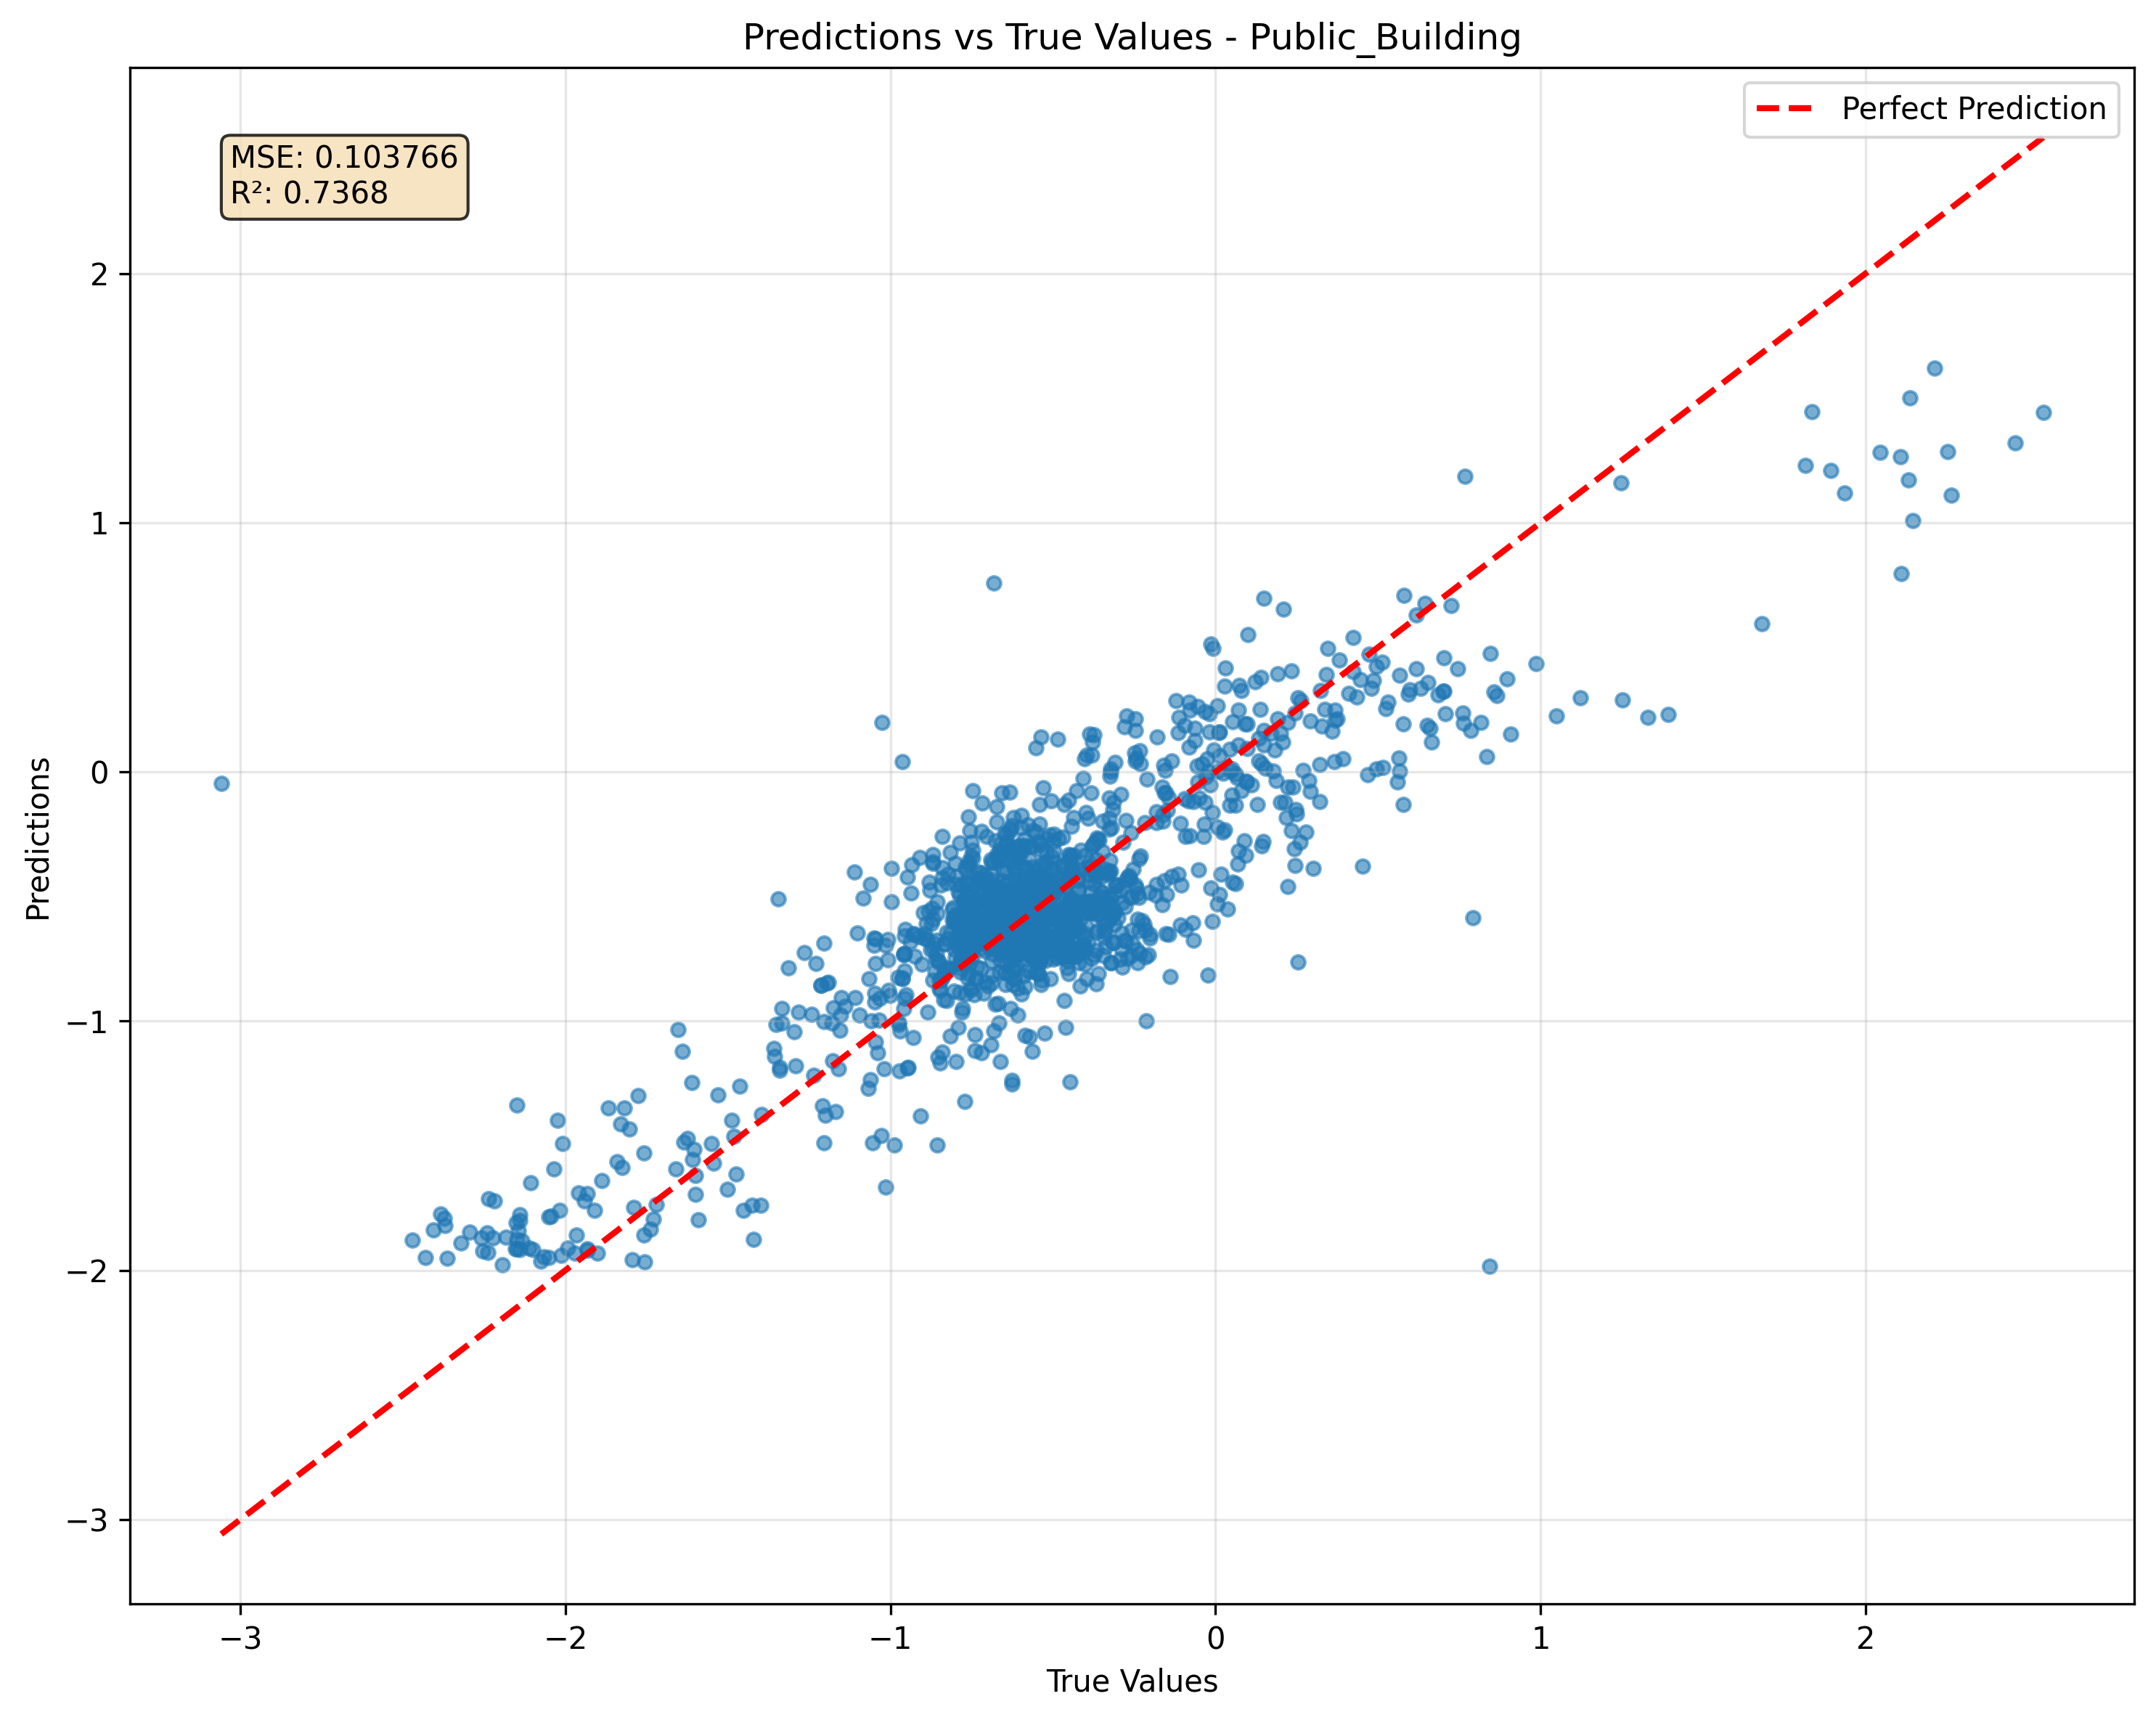 Predictions vs True Values - Public_Building
Perfect Prediction
MSE: 0.103766
R²: 0.7368
2
1
0
−1
−2
−3
Predictions
−3
−2
−1
0
1
2
True Values